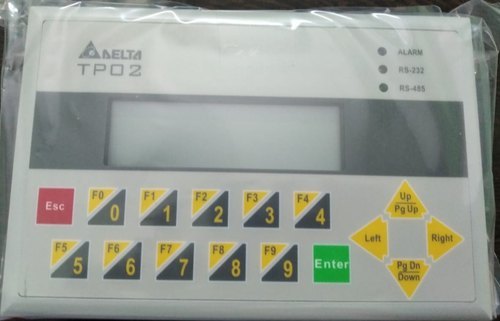 DELTA
TP02
ALARM
RS-232
RS-485
Esc
F0 0
F1 1
F2 2
F3 3
F4 4
Up
Pg Up
Left
Right
F5 5
F6 6
F7 7
F8 8
F9 9
Enter
Pg Dn
Down